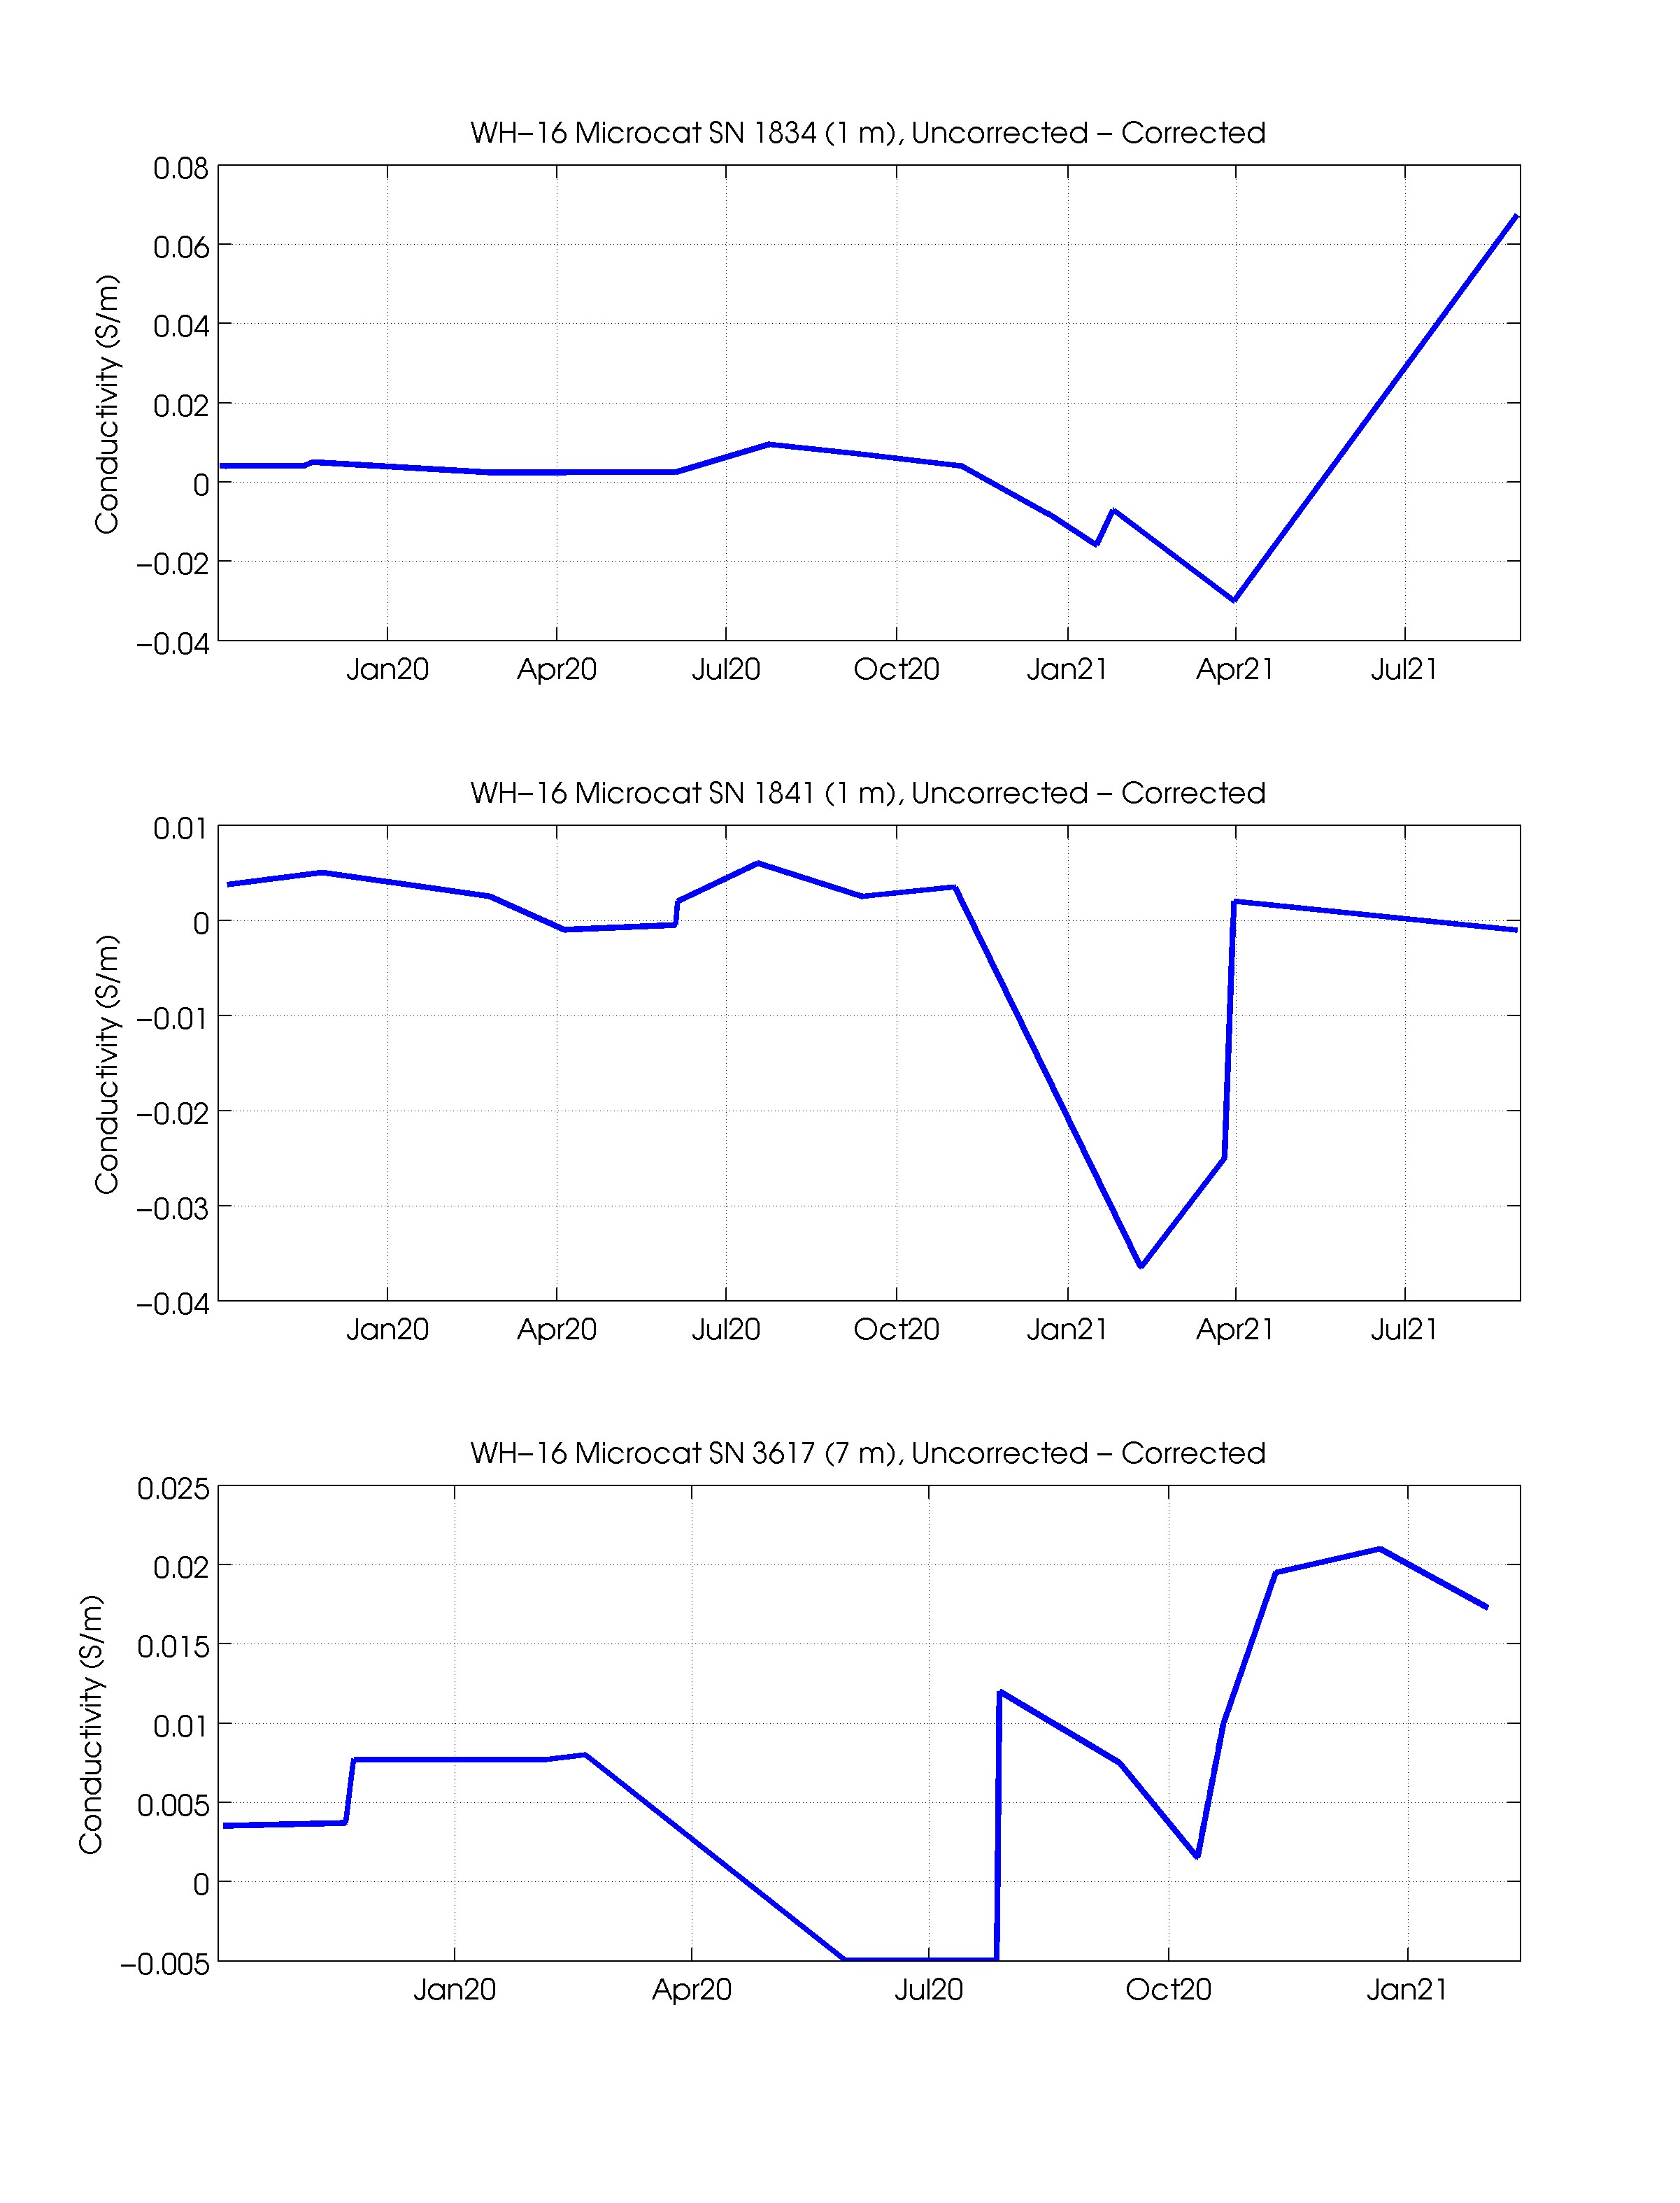 WH−16 Microcat SN 1834 (1 m), Uncorrected − Corrected
0.08
0.06
0.04
0.02
0
−0.02
−0.04
Conductivity (S/m)
Jan20 Apr20 Jul20 Oct20 Jan21 Apr21 Jul21
WH−16 Microcat SN 1841 (1 m), Uncorrected − Corrected
0.01
0
−0.01
−0.02
−0.03
−0.04
Conductivity (S/m)
Jan20 Apr20 Jul20 Oct20 Jan21 Apr21 Jul21
WH−16 Microcat SN 3617 (7 m), Uncorrected − Corrected
0.025
0.02
0.015
0.01
0.005
0
−0.005
Conductivity (S/m)
Jan20 Apr20 Jul20 Oct20 Jan21